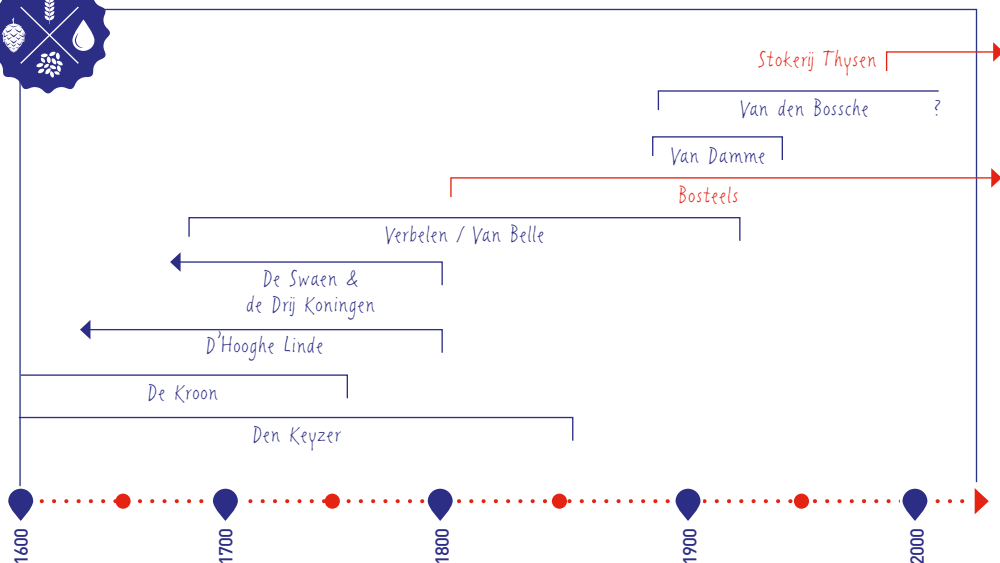 Stokerij Thysen
Van den Bossche ?
Van Damme
Bosteels
Verbelen / Van Belle
De Swaen &
de Drij Koningen
D'Hooghe Linde
De Kroon
Den Keyzer
1600 1700 1800 1900 2000